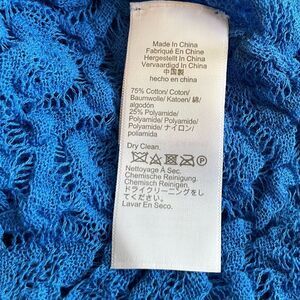 Made In China
Fabriqué En Chine
Hergestellt In China
Vervaardigd In China
中国製
hecho en china
75% Cotton/ Coton/
Baumwolle/ Katoen/ 綿/
algodón
25% Polyamide/
Polyamide/ Polyamide/
Polyamide/ ナイロン/
poliamida
Dry Clean.
P
Nettoyage À Sec.
Chemische Reinigung.
Chemisch Reinigen.
ドライクリーニングをし
てください。
Lavar En Seco.